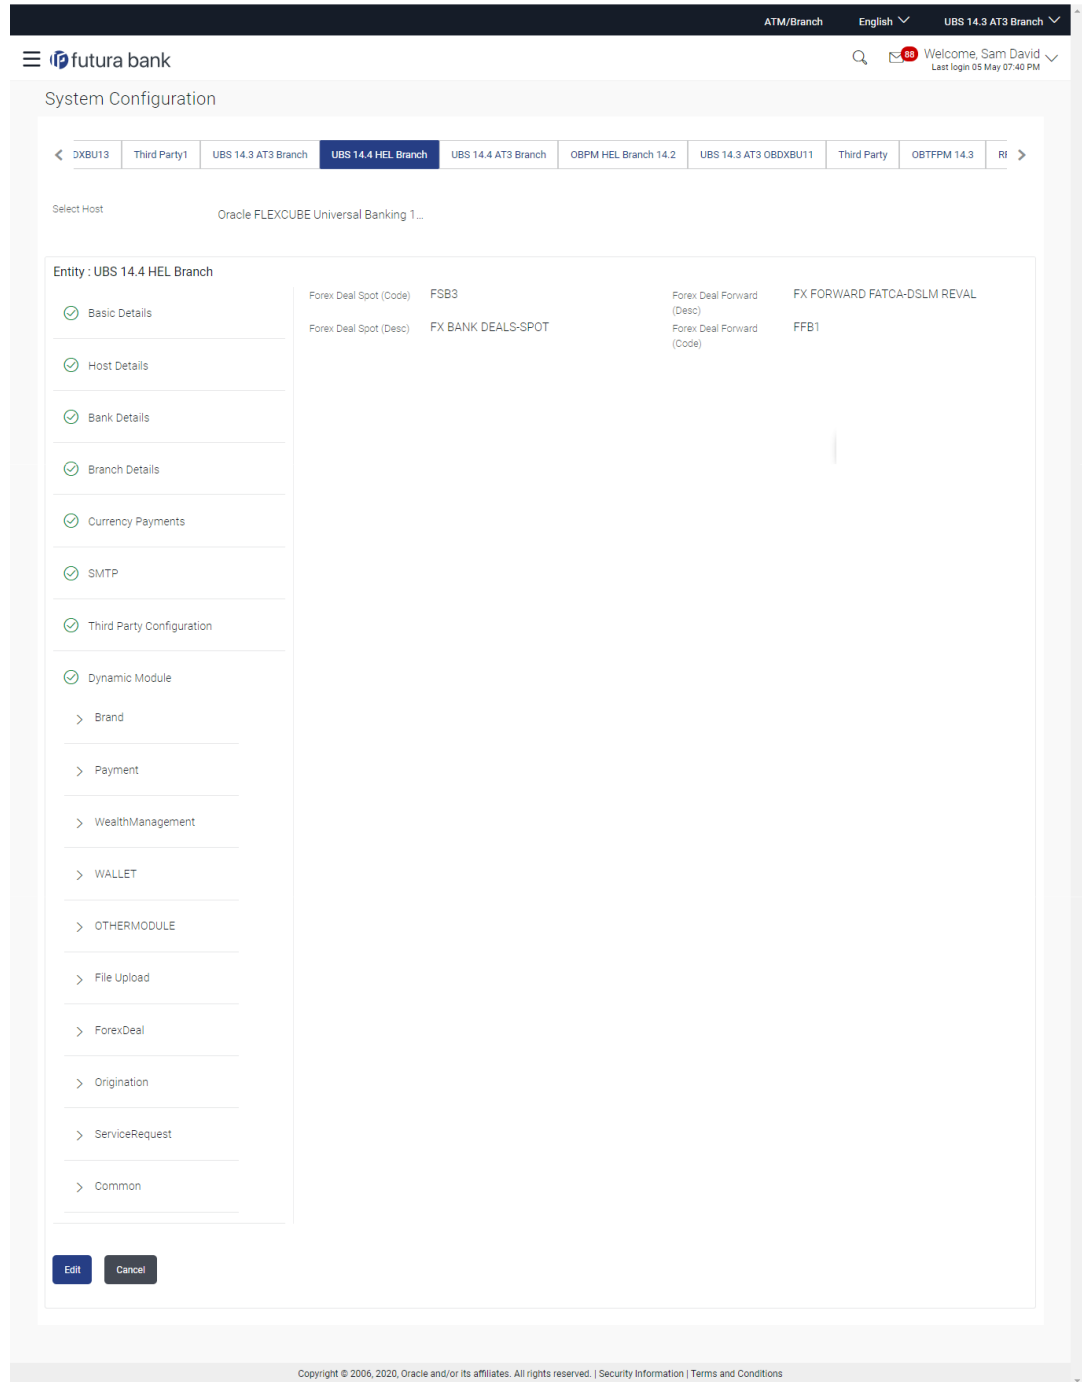 ATM/Branch English UBS 14.3 AT3 Branch
futura bank 88 Welcome, Sam David
Last login 05 May 07:40 PM
System Configuration
DXBU13 Third Party1 UBS 14.3 AT3 Branch UBS 14.4 HEL Branch UBS 14.4 AT3 Branch OBPM HEL Branch 14.2 UBS 14.3 AT3 OBDXBU11 Third Party OBTFPM 14.3
Select Host Oracle FLEXCUBE Universal Banking 1...
Entity : UBS 14.4 HEL Branch
Forex Deal Spot (Code) FSB3 Forex Deal Forward (Desc) FX FORWARD FATCA-DSLM REVAL
Forex Deal Spot (Desc) FX BANK DEALS-SPOT Forex Deal Forward (Code) FFB1
Basic Details
Host Details
Bank Details
Branch Details
Currency Payments
SMTP
Third Party Configuration
Dynamic Module
Brand
Payment
WealthManagement
WALLET
OTHERMODULE
File Upload
ForexDeal
Origination
ServiceRequest
Common
Edit Cancel
Copyright © 2006, 2020, Oracle and/or its affiliates. All rights reserved. | Security Information | Terms and Conditions